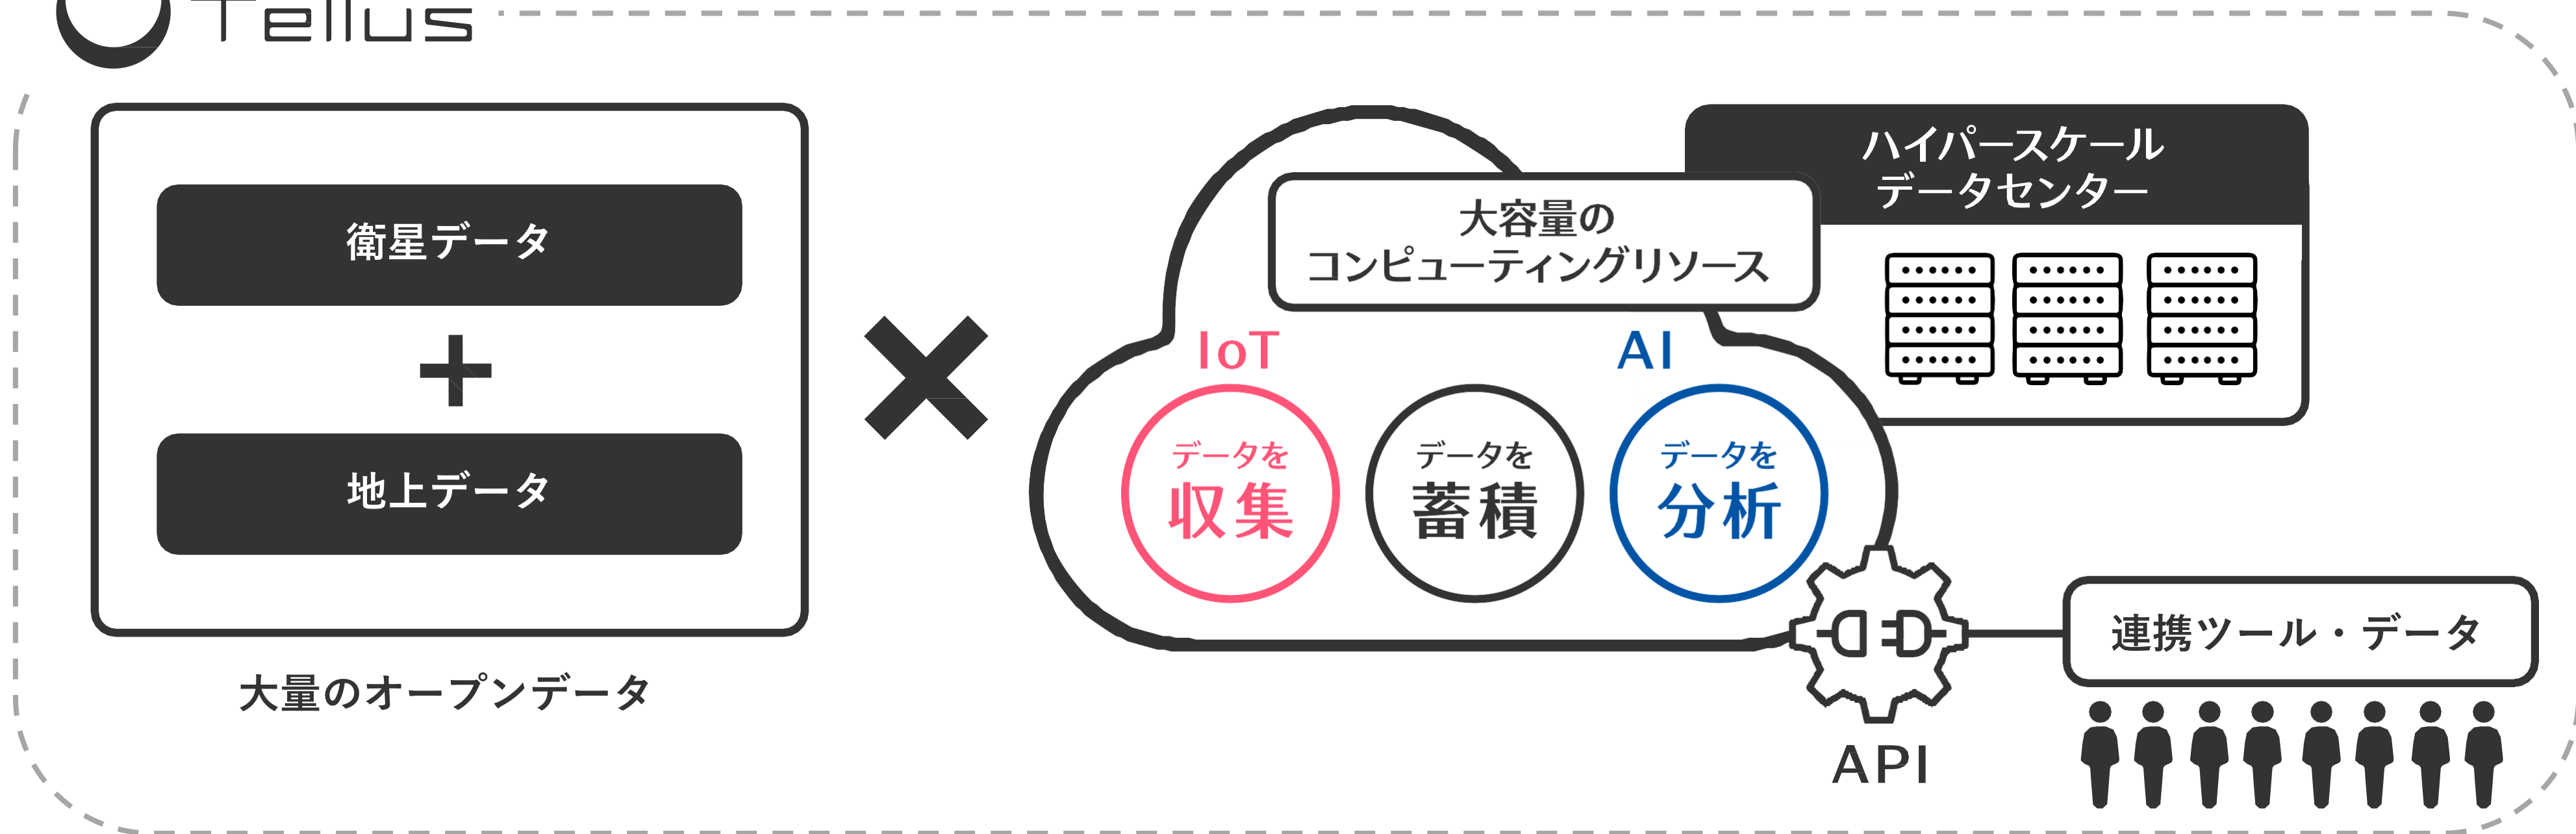 Tellus
衛星データ
+
地上データ
大量のオープンデータ
ハイパースケール
データセンター
大容量の
コンピューティングリソース
IoT
AI
データを
収集
データを
蓄積
データを
分析
連携ツール・データ
API